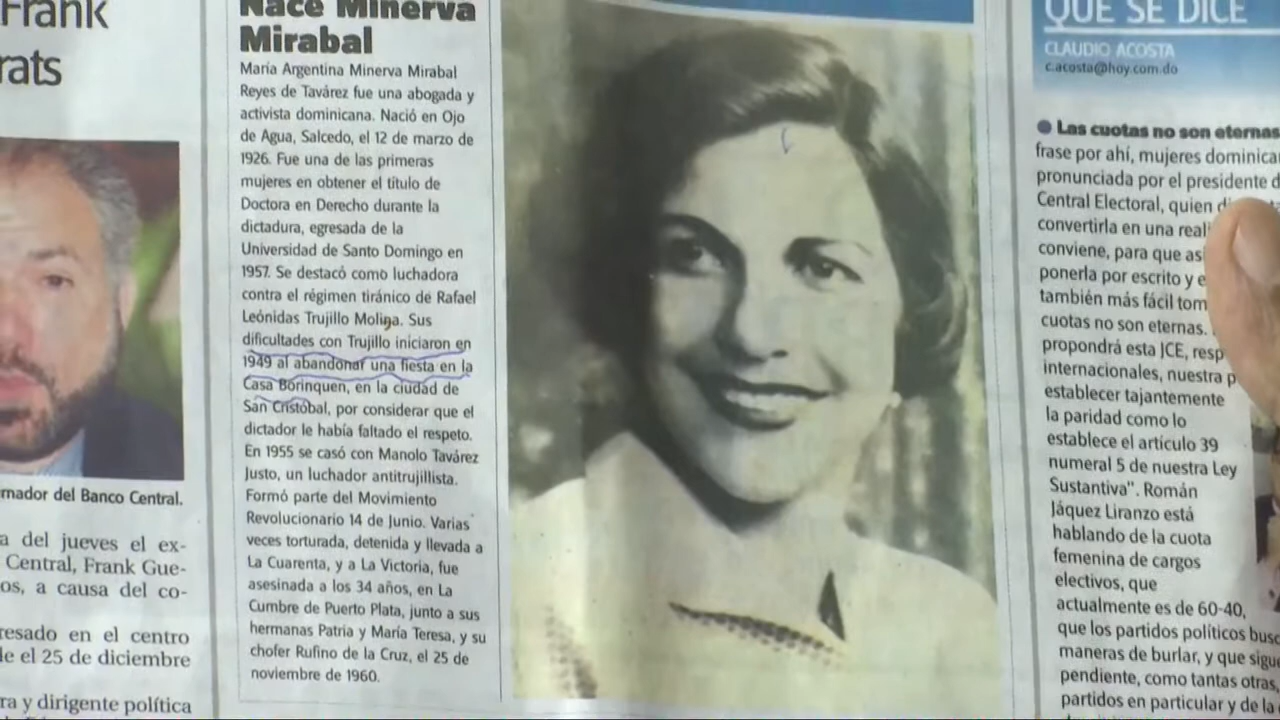 Frank
rats
rnador del Banco Central.
a del jueves el ex-
Central, Frank Gue-
os, a causa del co-
resado en el centro
le el 25 de diciembre
ra y dirigente política
Nace Minerva
Mirabal
María Argentina Minerva Mirabal
Reyes de Tavárez fue una abogada y
activista dominicana. Nació en Ojo
de Agua, Salcedo, el 12 de marzo de
1926. Fue una de las primeras
mujeres en obtener el título de
Doctora en Derecho durante la
dictadura, egresada de la
Universidad de Santo Domingo en
1957. Se destacó como luchadora
contra el régimen tiránico de Rafael
Leónidas Trujillo Molina. Sus
dificultades con Trujillo iniciaron en
1949 al abandonar una fiesta en la
Casa Borinquen, en la ciudad de
San Cristóbal, por considerar que el
dictador le había faltado el respeto.
En 1955 se casó con Manolo Tavárez
Justo, un luchador antitrujillista.
Formó parte del Movimiento
Revolucionario 14 de Junio. Varias
veces torturada, detenida y llevada a
La Cuarenta, y a La Victoria, fue
asesinada a los 34 años, en La
Cumbre de Puerto Plata, junto a sus
hermanas Patria y María Teresa, y su
chofer Rufino de la Cruz, el 25 de
noviembre de 1960.
QUÉ SE DICE
CLAUDIO ACOSTA
c.acosta@hoy.com.do
Las cuotas no son eternas
frase por ahí, mujeres dominica
pronunciada por el presidente d
Central Electoral, quien
convertirla en una real
conviene, para que as
ponerla por escrito y e
también más fácil tom
cuotas no son eternas.
propondrá esta JCE, resp
internacionales, nuestra p
establecer tajantemente
la paridad como lo
establece el artículo 39
numeral 5 de nuestra Ley
Sustantiva". Román
Jáquez Liranzo está
hablando de la cuota
femenina de cargos
electivos, que
actualmente es de 60-40,
que los partidos políticos busc
maneras de burlar, y que sigu
pendiente, como tantas otras,
partidos en particular y de la